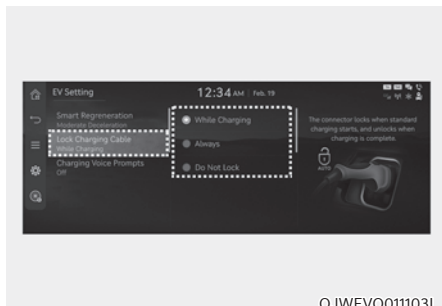 EV Setting
12:34 AM Feb. 19
Smart Regreneration
Moderate Deceleration
Lock Charging Cable
While Charging
Charging Voice Prompts
Off
While Charging
Always
Do Not Lock
The connector locks when standard
charging starts, and unlocks when
charging is complete.
AUTO